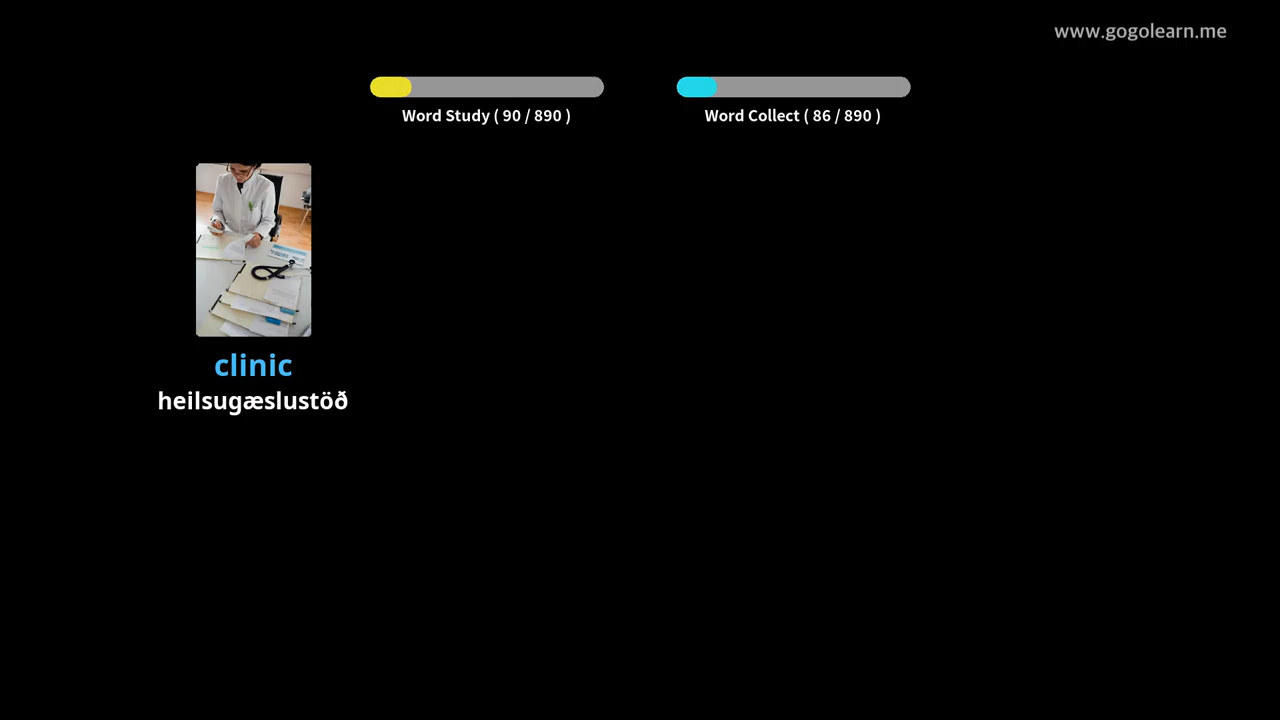 www.gogolearn.me
Word Study ( 90 / 890 )
Word Collect ( 86 / 890 )
clinic
heilsugæslustöð